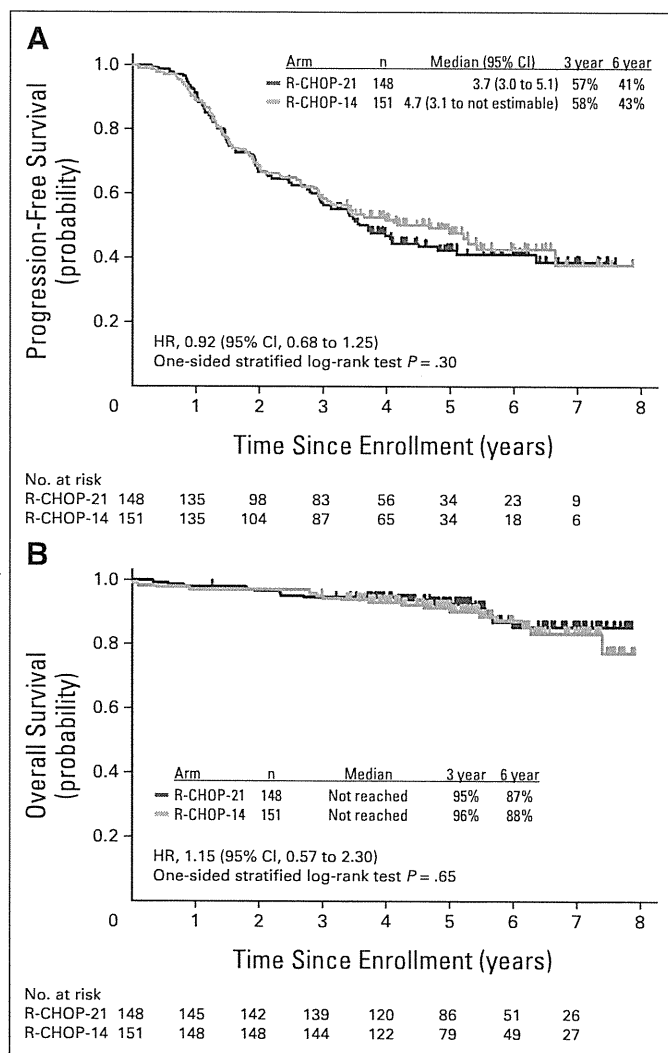 A
Arm n Median (95% CI) 3 year 6 year
R-CHOP-21 148 3.7 (3.0 to 5.1) 57% 41%
R-CHOP-14 151 4.7 (3.1 to not estimable) 58% 43%
Progression-Free Survival
(probability)
1.0
0.8
0.6
0.4
0.2
HR, 0.92 (95% CI, 0.68 to 1.25)
One-sided stratified log-rank test P = .30
0 1 2 3 4 5 6 7 8
Time Since Enrollment (years)
No. at risk
R-CHOP-21 148 135 98 83 56 34 23 9
R-CHOP-14 151 135 104 87 65 34 18 6
B
Overall Survival
(probability)
1.0
0.8
0.6
0.4
0.2
Arm n Median 3 year 6 year
R-CHOP-21 148 Not reached 95% 87%
R-CHOP-14 151 Not reached 96% 88%
HR, 1.15 (95% CI, 0.57 to 2.30)
One-sided stratified log-rank test P = .65
0 1 2 3 4 5 6 7 8
Time Since Enrollment (years)
No. at risk
R-CHOP-21 148 145 142 139 120 86 51 26
R-CHOP-14 151 148 148 144 122 79 49 27